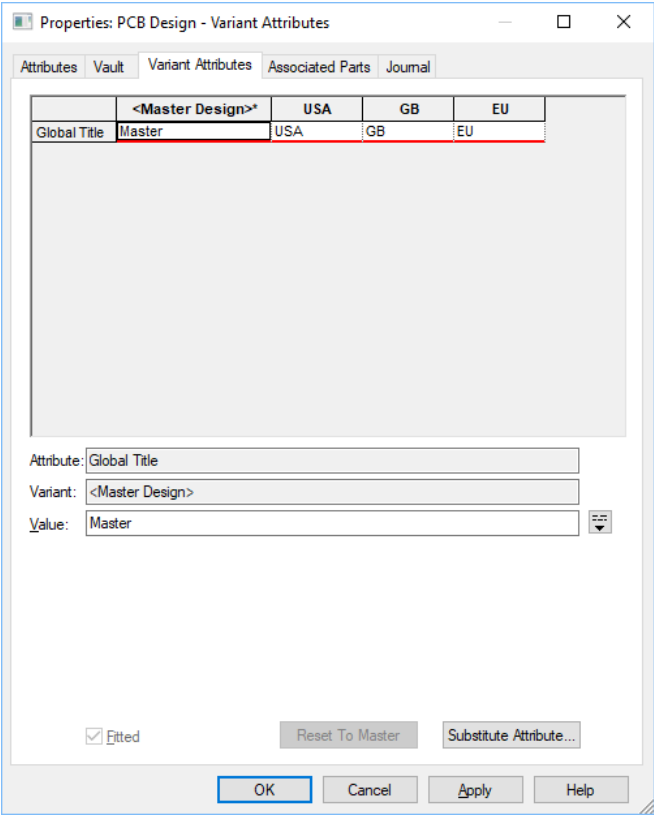 Properties: PCB Design - Variant Attributes
Attributes Vault Variant Attributes Associated Parts Journal
<Master Design>* USA GB EU
Global Title Master USA GB EU
Attribute: Global Title
Variant: <Master Design>
Value: Master
Fitted Reset To Master Substitute Attribute...
OK Cancel Apply Help